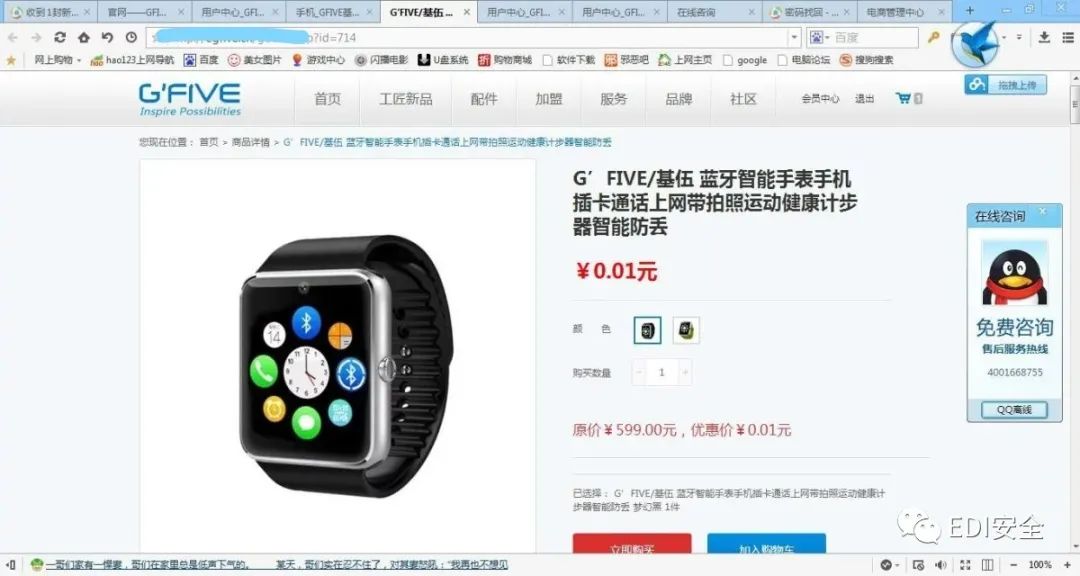 收到 1封新...
官网——GFI...
用户中心_GFI...
手机_GFIVE基...
G'FIVE/基伍 ...
用户中心_GFI...
用户中心_GFI...
在线咨询
密码找回 - ...
电商管理中心
?id=714
百度
网上购物
hao123上网导航
百度
美女图片
游戏中心
闪播电影
U盘系统
购物商城
软件下载
邪恶吧
上网主页
google
电脑论坛
搜狗搜索
拖拽上传
G'FIVE
Inspire Possibilities
首页
工匠新品
配件
加盟
服务
品牌
社区
会员中心
退出
您现在位置： 首页 > 商品详情 > G' FIVE/基伍 蓝牙智能手表手机插卡通话上网带拍照运动健康计步器智能防丢
G' FIVE/基伍 蓝牙智能手表手机
插卡通话上网带拍照运动健康计步
器智能防丢
￥0.01元
颜 色
购买数量
- 1 +
原价￥599.00元，优惠价￥0.01元
已选择： G' FIVE/基伍 蓝牙智能手表手机插卡通话上网带拍照运动健康计
步器智能防丢 梦幻黑 1件
立即购买
加入购物车
14
在线咨询
免费咨询
售后服务热线
4001668755
QQ离线
EDI安全
一哥们家有一悍妻，哥们在家里总是低声下气的。 某天，哥们实在忍不住了，对其妻怒吼："我再也不想见
100%